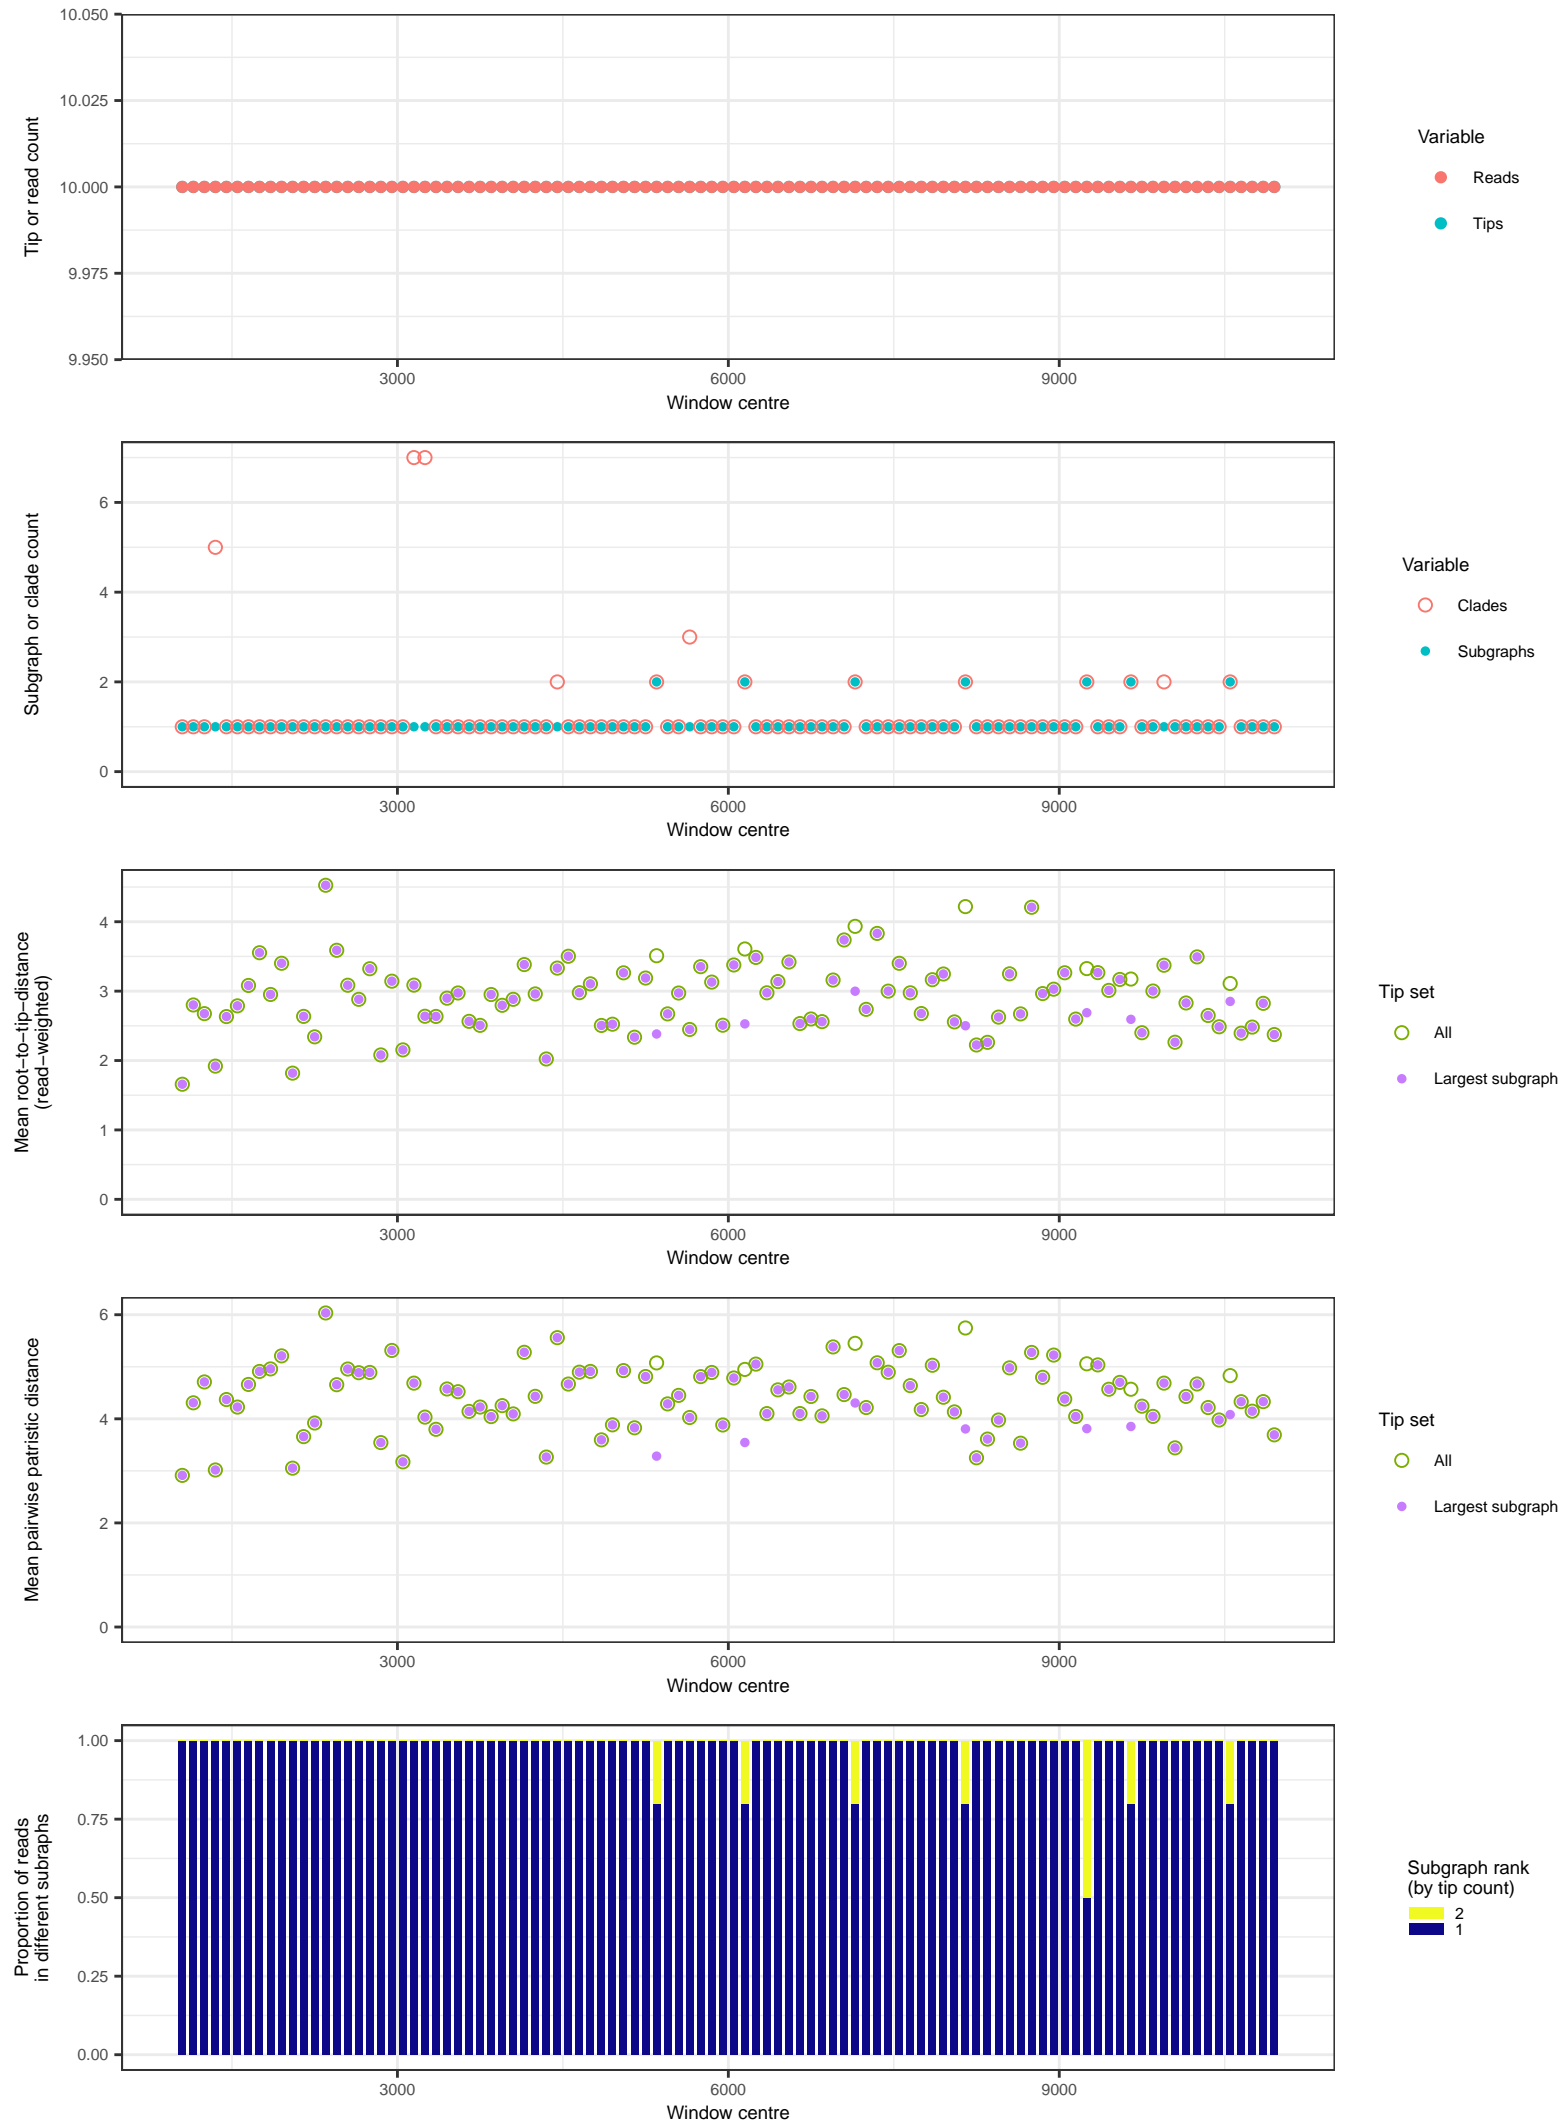 10.050
10.025
10.000
9.975
9.950
Tip or read count
3000 6000 9000
Window centre
Variable
Reads
Tips
6
4
2
0
Subgraph or clade count
3000 6000 9000
Window centre
Variable
Clades
Subgraphs
4
3
2
1
0
Mean root−to−tip−distance
(read−weighted)
3000 6000 9000
Window centre
Tip set
All
Largest subgraph
6
4
2
0
Mean pairwise patristic distance
3000 6000 9000
Window centre
Tip set
All
Largest subgraph
1.00
0.75
0.50
0.25
0.00
Proportion of reads
in different subraphs
3000 6000 9000
Window centre
Subgraph rank
(by tip count)
2
1